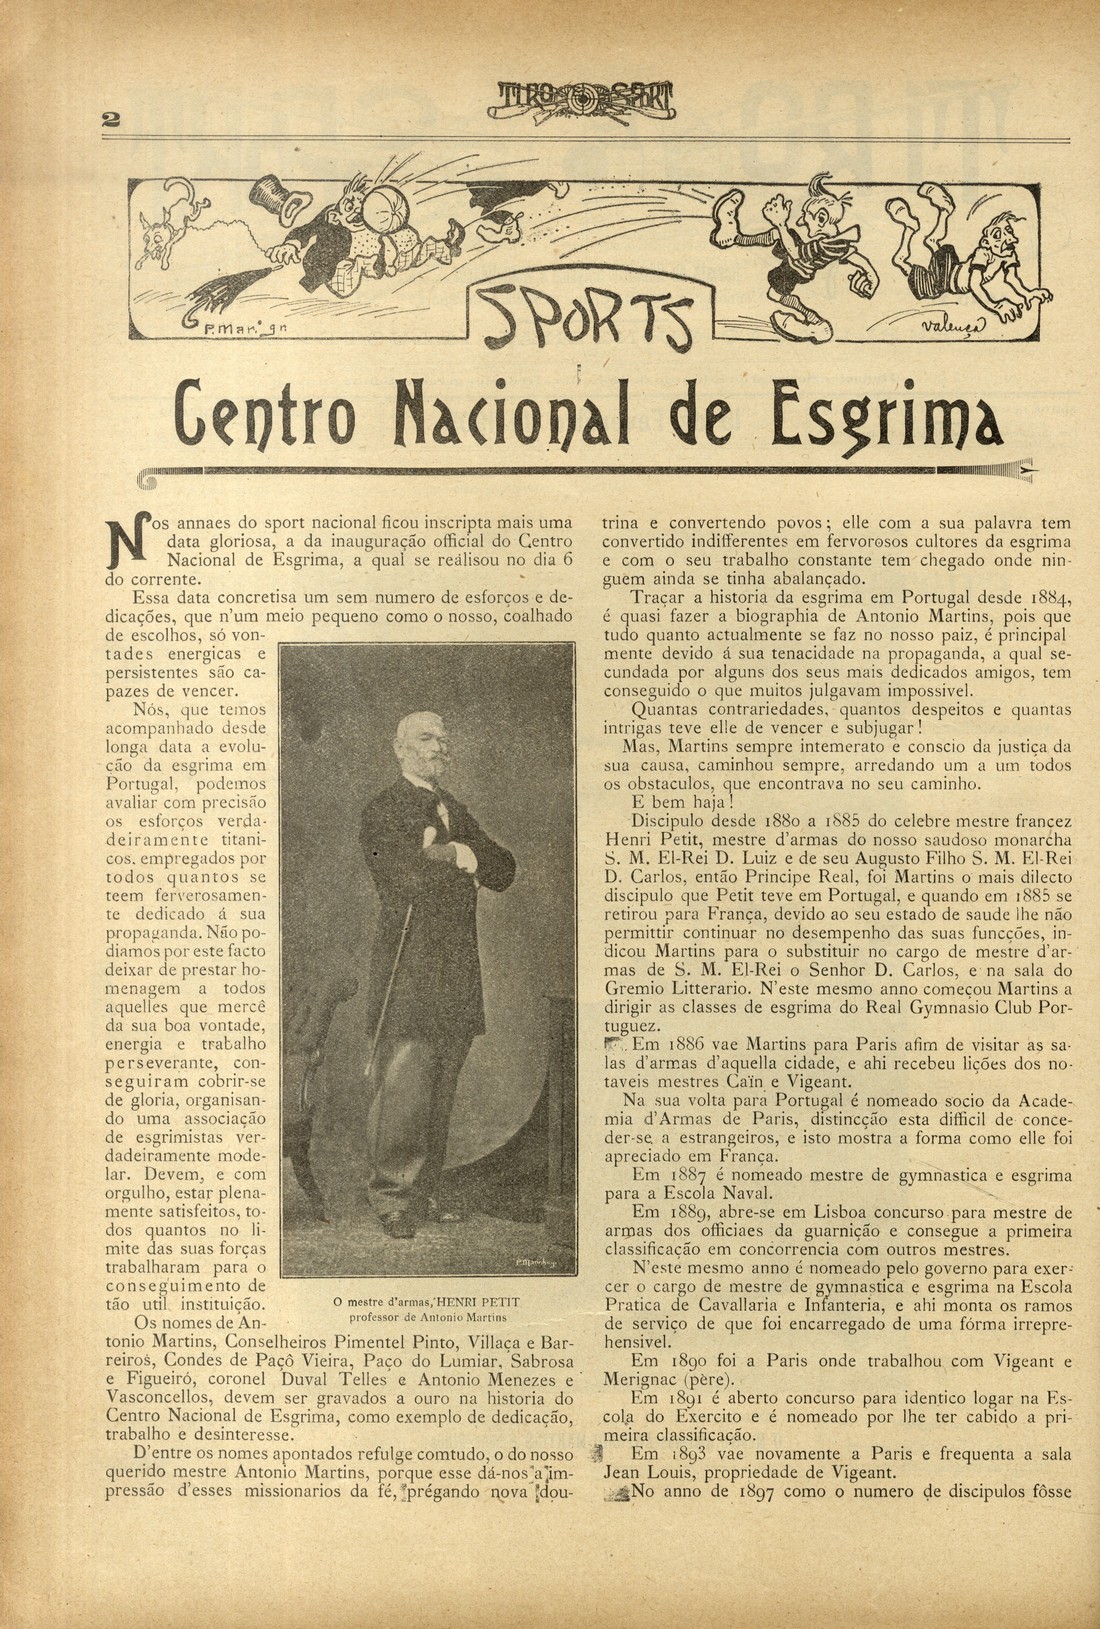 2
TIRO SPORT
P. Mar. gn
SPORTS
Valença
Centro Nacional de Esgrima
Nos annaes do sport nacional ficou inscripta mais uma
data gloriosa, a da inauguração official do Centro
Nacional de Esgrima, a qual se reálisou no dia 6
do corrente.
Essa data concretisa um sem numero de esforços e de-
dicações, que n'um meio pequeno como o nosso, coalhado
de escolhos, só von-
tades energicas e
persistentes são ca-
pazes de vencer.
Nós, que temos
acompanhado desde
longa data a evolu-
ção da esgrima em
Portugal, podemos
avaliar com precisão
os esforços verda-
deiramente titani-
cos. empregados por
todos quantos se
teem ferverosamen-
te dedicado á sua
propaganda. Não po-
diamos por este facto
deixar de prestar ho-
menagem a todos
aquelles que mercê
da sua boa vontade,
energia e trabalho
perseverante, con-
seguiram cobrir-se
de gloria, organisan-
do uma associação
de esgrimistas ver-
dadeiramente mode-
lar. Devem, e com
orgulho, estar plena-
mente satisfeitos, to-
dos quantos no li-
mite das suas forças
trabalharam para o
conseguimento de
tão util instituição.
Os nomes de An-
tonio Martins, Conselheiros Pimentel Pinto, Villaça e Bar-
reiros, Condes de Paçô Vieira, Paço do Lumiar, Sabrosa
e Figueiró, coronel Duval Telles e Antonio Menezes e
Vasconcellos, devem ser gravados a ouro na historia do
Centro Nacional de Esgrima, como exemplo de dedicação,
trabalho e desinteresse.
D'entre os nomes apontados refulge comtudo, o do nosso
querido mestre Antonio Martins, porque esse dá-nos a im-
pressão d'esses missionarios da fé, prégando nova dou-
O mestre d'armas, HENRI PETIT
professor de Antonio Martins
trina e convertendo povos; elle com a sua palavra tem
convertido indifferentes em fervorosos cultores da esgrima
e com o seu trabalho constante tem chegado onde nin-
guem ainda se tinha abalançado.
Traçar a historia da esgrima em Portugal desde 1884,
é quasi fazer a biographia de Antonio Martins, pois que
tudo quanto actualmente se faz no nosso paiz, é principal
mente devido á sua tenacidade na propaganda, a qual se-
cundada por alguns dos seus mais dedicados amigos, tem
conseguido o que muitos julgavam impossivel.
Quantas contrariedades, quantos despeitos e quantas
intrigas teve elle de vencer e subjugar!
Mas, Martins sempre intemerato e conscio da justiça da
sua causa, caminhou sempre, arredando um a um todos
os obstaculos, que encontrava no seu caminho.
E bem haja!
Discipulo desde 1880 a 1885 do celebre mestre francez
Henri Petit, mestre d'armas do nosso saudoso monarcha
S. M. El-Rei D. Luiz e de seu Augusto Filho S. M. El-Rei
D. Carlos, então Principe Real, foi Martins o mais dilecto
discipulo que Petit teve em Portugal, e quando em 1885 se
retirou para França, devido ao seu estado de saude lhe não
permittir continuar no desempenho das suas funcções, in-
dicou Martins para o substituir no cargo de mestre d'ar-
mas de S. M. El-Rei o Senhor D. Carlos, e na sala do
Gremio Litterario. N'este mesmo anno começou Martins a
dirigir as classes de esgrima do Real Gymnasio Club Por-
tuguez.
Em 1886 vae Martins para Paris afim de visitar as sa-
las d'armas d'aquella cidade, e ahi recebeu lições dos no-
taveis mestres Caïn e Vigeant.
Na sua volta para Portugal é nomeado socio da Acade-
mia d'Armas de Paris, distincção esta difficil de conce-
der-se a estrangeiros, e isto mostra a forma como elle foi
apreciado em França.
Em 1887 é nomeado mestre de gymnastica e esgrima
para a Escola Naval.
Em 1889, abre-se em Lisboa concurso para mestre de
armas dos officiaes da guarnição e consegue a primeira
classificação em concorrencia com outros mestres.
N'este mesmo anno é nomeado pelo governo para exer-
cer o cargo de mestre de gymnastica e esgrima na Escola
Pratica de Cavallaria e Infanteria, e ahi monta os ramos
de serviço de que foi encarregado de uma fórma irrepre-
hensivel.
Em 1890 foi a Paris onde trabalhou com Vigeant e
Merignac (père).
Em 1891 é aberto concurso para identico logar na Es-
cola do Exercito e é nomeado por lhe ter cabido a pri-
meira classificação.
Em 1893 vae novamente a Paris e frequenta a sala
Jean Louis, propriedade de Vigeant.
No anno de 1897 como o numero de discipulos fôsse